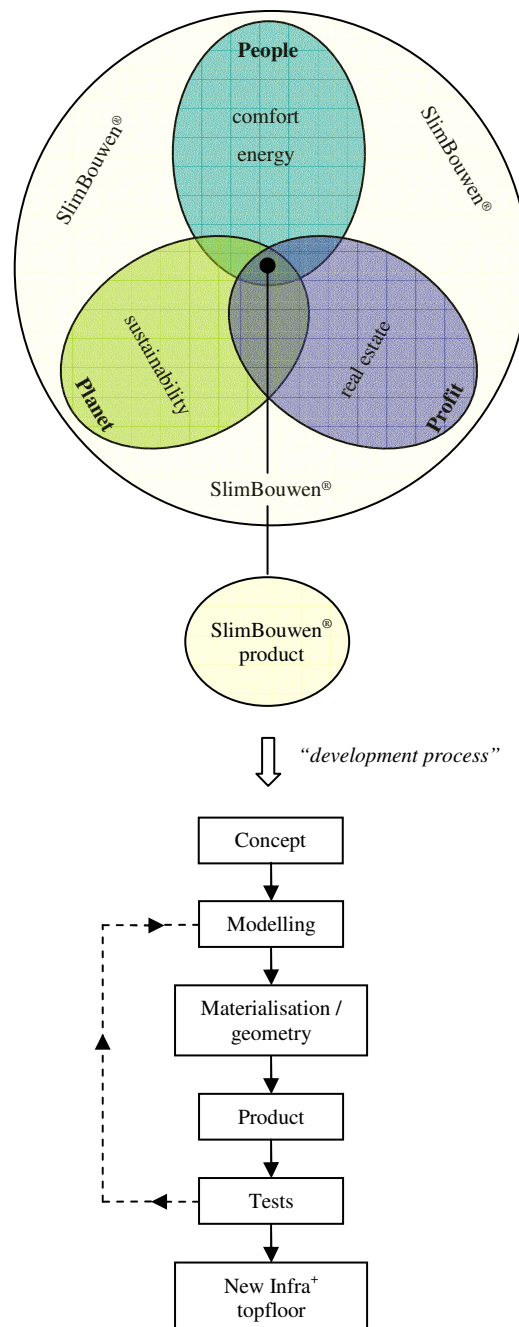 People
comfort
energy
SlimBouwen®
SlimBouwen®
sustainability
Planet
real estate
Profit
SlimBouwen®
SlimBouwen®
product
“development process”
Concept
Modelling
Materialisation /
geometry
Product
Tests
New Infra⁺
topfloor